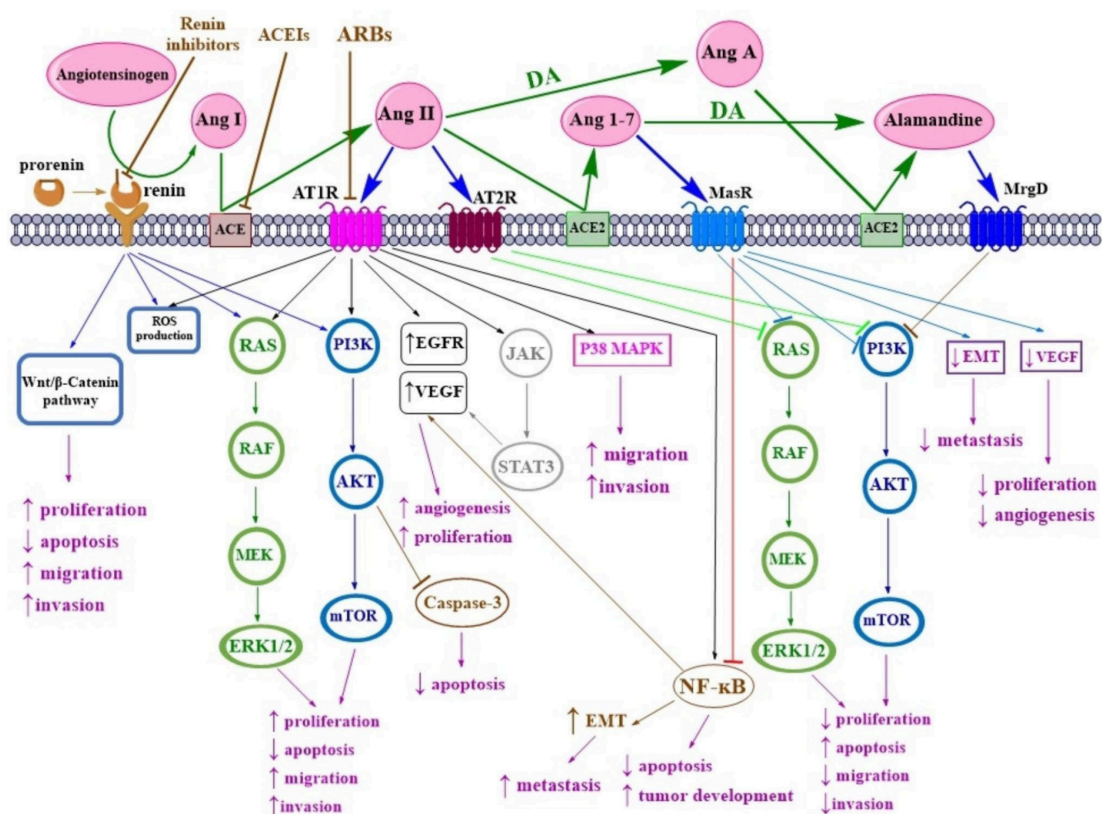 Renin
inhibitors
ACEIs
ARBs
Angiotensinogen
Ang I
Ang II
DA
Ang A
Ang 1-7
DA
Alamandine
prorenin
renin
AT1R
AT2R
MasR
MrgD
ACE
ACE2
ACE2
ROS
production
Wnt/β-Catenin
pathway
↑ proliferation
↓ apoptosis
↑ migration
↑invasion
RAS
RAF
MEK
ERK1/2
PI3K
AKT
mTOR
↑ proliferation
↓ apoptosis
↑ migration
↑invasion
↑EGFR
↑VEGF
↑ angiogenesis
↑ proliferation
Caspase-3
↓ apoptosis
JAK
STAT3
P38 MAPK
↑ migration
↑invasion
NF-κB
↑ EMT
↑ metastasis
↓ apoptosis
↑ tumor development
RAS
RAF
MEK
ERK1/2
PI3K
AKT
mTOR
↓ proliferation
↑ apoptosis
↓ migration
↓invasion
↓EMT
↓ metastasis
↓VEGF
↓ proliferation
↓ angiogenesis